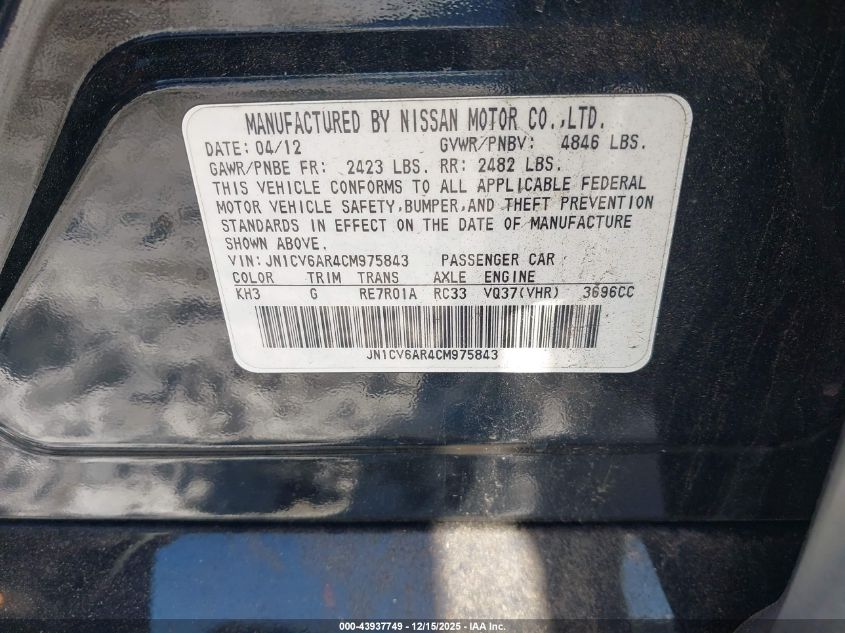 MANUFACTURED BY NISSAN MOTOR CO.,LTD.
DATE: 04/12 GVWR/PNBV: 4846 LBS.
GAWR/PNBE FR: 2423 LBS. RR: 2482 LBS.
THIS VEHICLE CONFORMS TO ALL APPLICABLE FEDERAL
MOTOR VEHICLE SAFETY,BUMPER,AND THEFT PREVENTION
STANDARDS IN EFFECT ON THE DATE OF MANUFACTURE
SHOWN ABOVE.
VIN: JN1CV6AR4CM975843 PASSENGER CAR
COLOR TRIM TRANS AXLE ENGINE
KH3 G RE7R01A RC33 VQ37(VHR) 3696CC
JN1CV6AR4CM975843
000-43937749 - 12/15/2025 - IAA Inc.